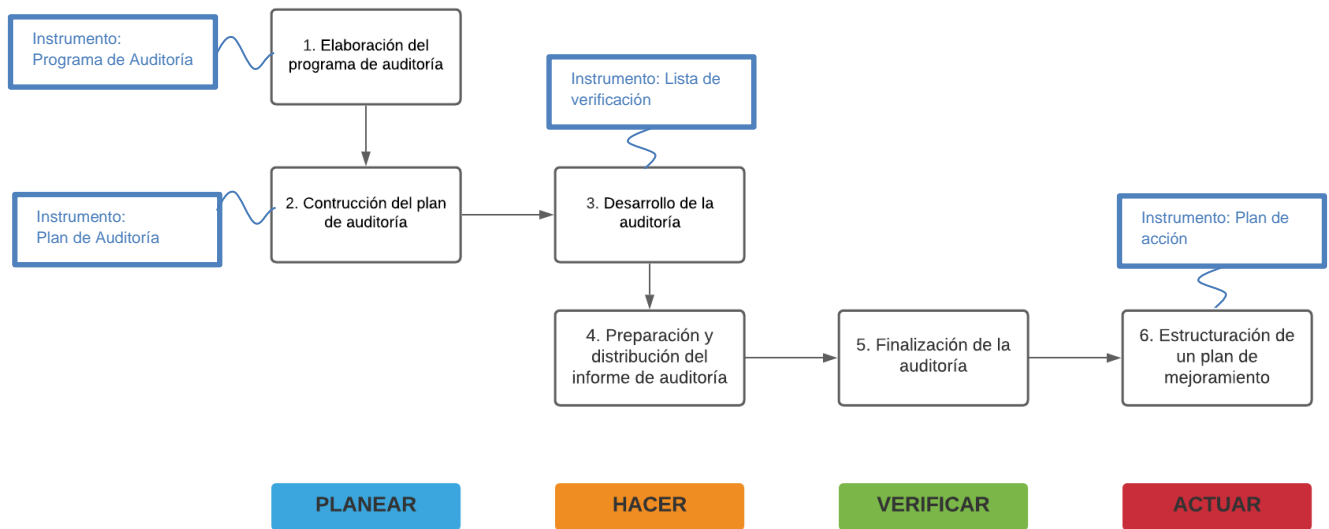 Instrumento:
Programa de Auditoría
1. Elaboración del
programa de auditoría
Instrumento: Lista de
verificación
Instrumento:
Plan de Auditoría
2. Contrucción del plan
de auditoría
3. Desarrollo de la
auditoría
Instrumento: Plan de
acción
4. Preparación y
distribución del
informe de auditoría
5. Finalización de la
auditoría
6. Estructuración de
un plan de
mejoramiento
PLANEAR
HACER
VERIFICAR
ACTUAR